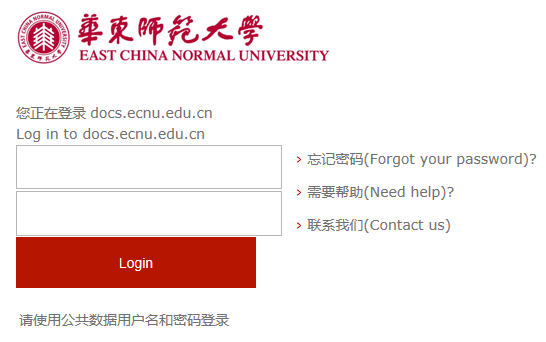 華東师范大学
EAST CHINA NORMAL UNIVERSITY
您正在登录 docs.ecnu.edu.cn
Log in to docs.ecnu.edu.cn
› 忘记密码(Forgot your password)?
› 需要帮助(Need help)?
› 联系我们(Contact us)
Login
请使用公共数据用户名和密码登录